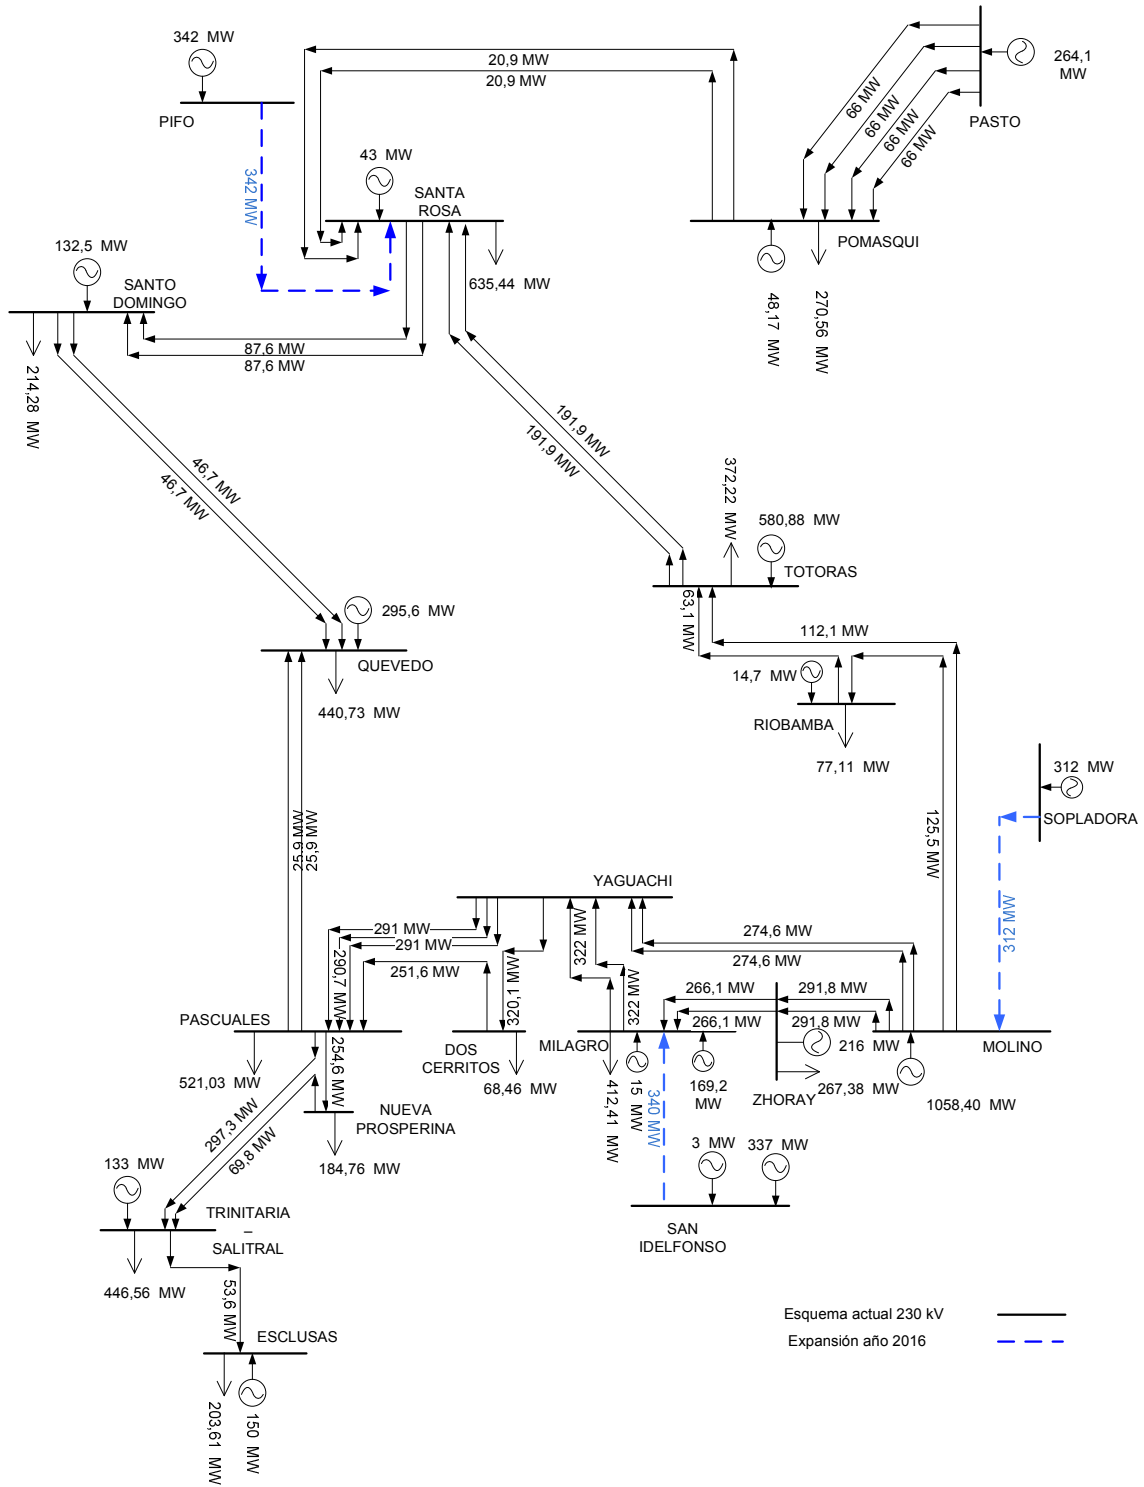 342 MW
PIFO
342 MW
20,9 MW
20,9 MW
66 MW
66 MW
66 MW
66 MW
264,1
MW
PASTO
43 MW
SANTA
ROSA
635,44 MW
POMASQUI
48,17 MW
270,56 MW
132,5 MW
SANTO
DOMINGO
87,6 MW
87,6 MW
214,28 MW
46,7 MW
46,7 MW
191,9 MW
191,9 MW
372,22 MW
580,88 MW
TOTORAS
63,1 MW
112,1 MW
295,6 MW
QUEVEDO
440,73 MW
14,7 MW
RIOBAMBA
77,11 MW
312 MW
SOPLADORA
312 MW
125,5 MW
25,9 MW
25,9 MW
YAGUACHI
291 MW
291 MW
290,7 MW
251,6 MW
320,1 MW
322 MW
322 MW
274,6 MW
274,6 MW
266,1 MW
291,8 MW
266,1 MW
291,8 MW
PASCUALES
521,03 MW
254,6 MW
DOS
CERRITOS
68,46 MW
MILAGRO
412,41 MW
15 MW
340 MW
169,2
MW
216 MW
ZHORAY
267,38 MW
MOLINO
1058,40 MW
NUEVA
PROSPERINA
184,76 MW
297,3 MW
69,8 MW
3 MW
337 MW
SAN
IDELFONSO
133 MW
TRINITARIA
–
SALITRAL
446,56 MW
53,6 MW
ESCLUSAS
203,61 MW
150 MW
Esquema actual 230 kV
Expansión año 2016